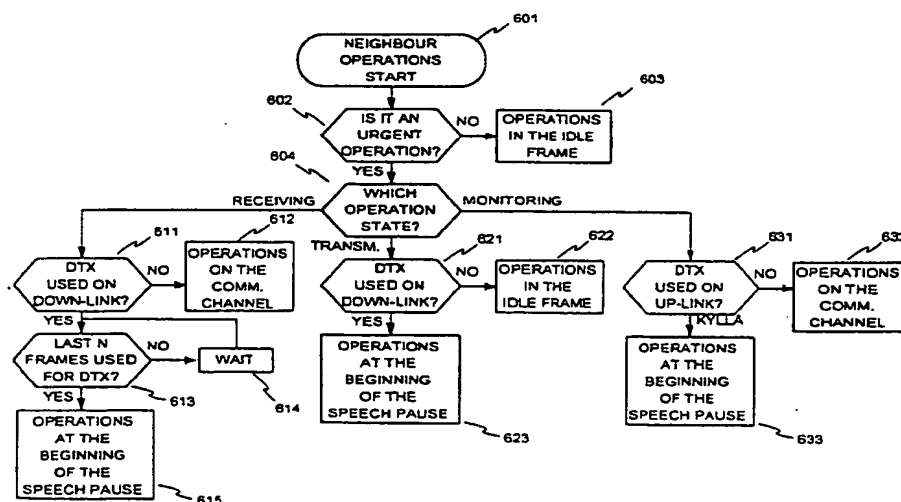 601
NEIGHBOUR
OPERATIONS
START
602
IS IT AN
URGENT
OPERATION?
NO
603
OPERATIONS
IN THE IDLE
FRAME
YES
604
WHICH
OPERATION
STATE?
RECEIVING
MONITORING
TRANSM.
611
DTX
USED ON
DOWN-LINK?
NO
612
OPERATIONS
ON THE
COMM.
CHANNEL
YES
LAST N
FRAMES USED
FOR DTX?
NO
WAIT
614
613
YES
OPERATIONS
AT THE
BEGINNING
OF THE
SPEECH PAUSE
615
621
DTX
USED ON
DOWN-LINK?
NO
622
OPERATIONS
IN THE
IDLE FRAME
YES
OPERATIONS
AT THE
BEGINNING
OF THE
SPEECH PAUSE
623
631
DTX
USED ON
UP-LINK?
NO
632
OPERATIONS
ON THE
COMM.
CHANNEL
KYLLA
OPERATIONS
AT THE
BEGINNING
OF THE
SPEECH PAUSE
633